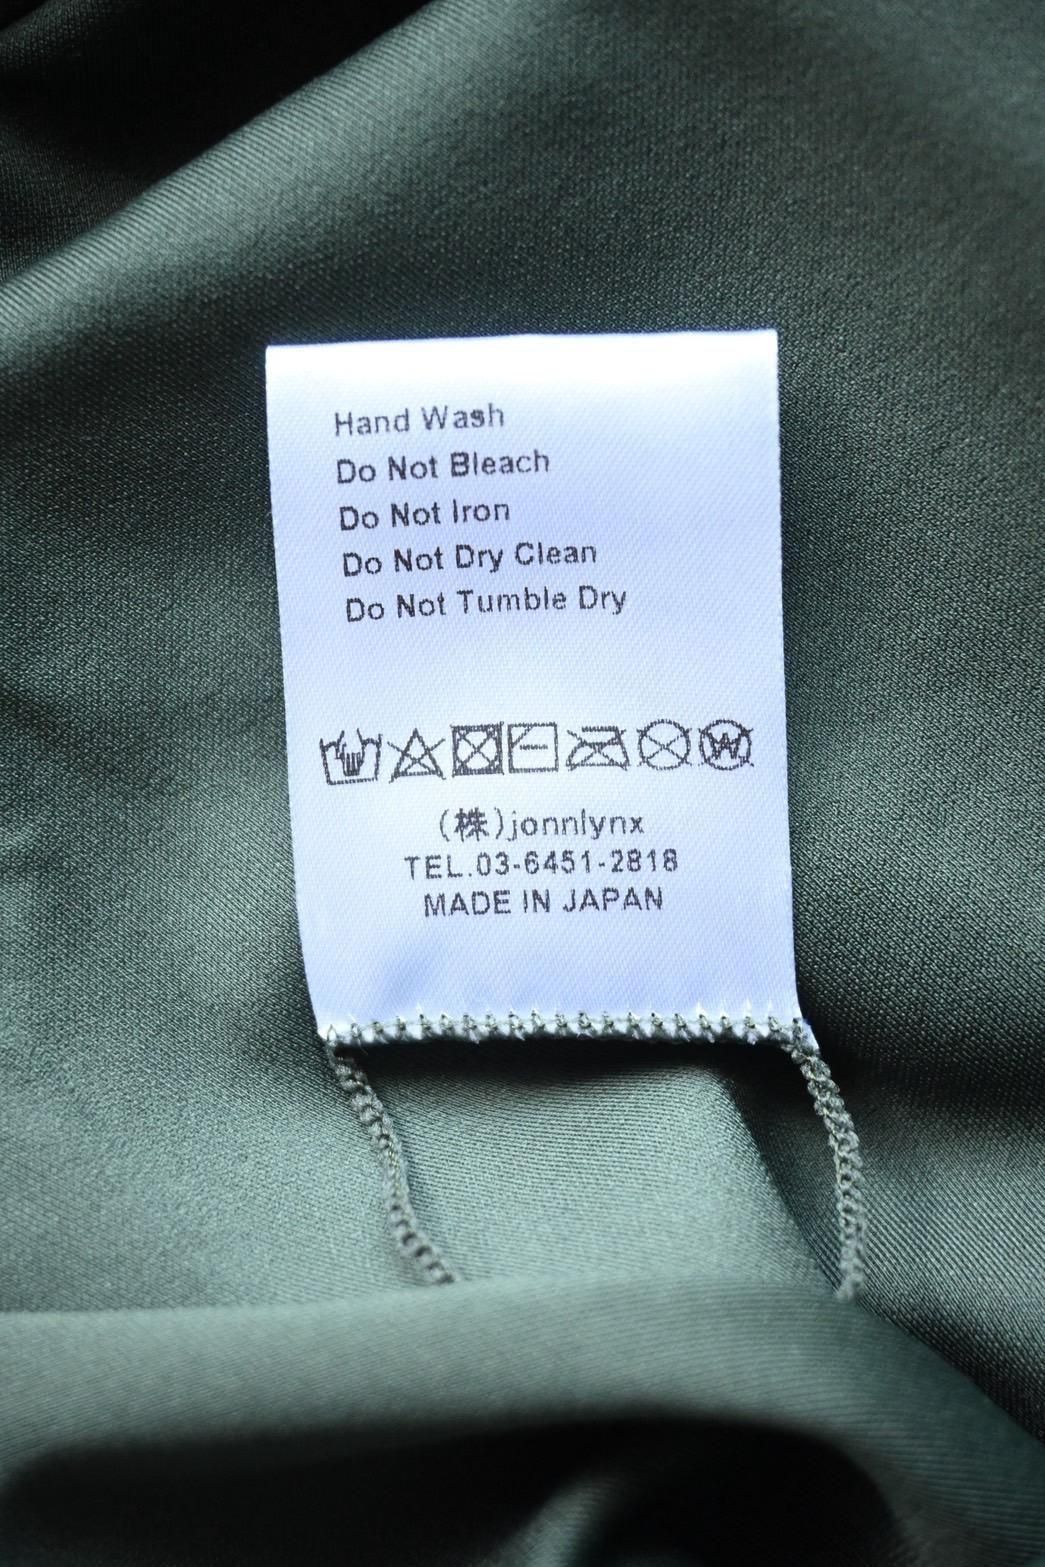 Hand Wash
Do Not Bleach
Do Not Iron
Do Not Dry Clean
Do Not Tumble Dry
W
(株)jonnlynx
TEL.03-6451-2818
MADE IN JAPAN